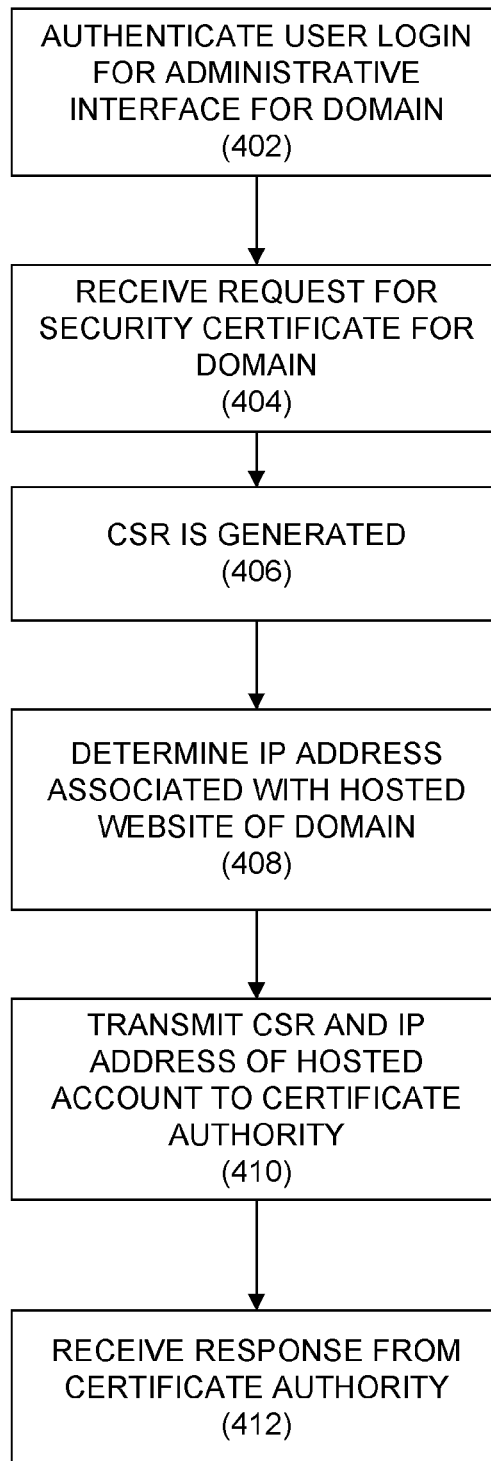 AUTHENTICATE USER LOGIN
FOR ADMINISTRATIVE
INTERFACE FOR DOMAIN
(402)
RECEIVE REQUEST FOR
SECURITY CERTIFICATE FOR
DOMAIN
(404)
CSR IS GENERATED
(406)
DETERMINE IP ADDRESS
ASSOCIATED WITH HOSTED
WEBSITE OF DOMAIN
(408)
TRANSMIT CSR AND IP
ADDRESS OF HOSTED
ACCOUNT TO CERTIFICATE
AUTHORITY
(410)
RECEIVE RESPONSE FROM
CERTIFICATE AUTHORITY
(412)